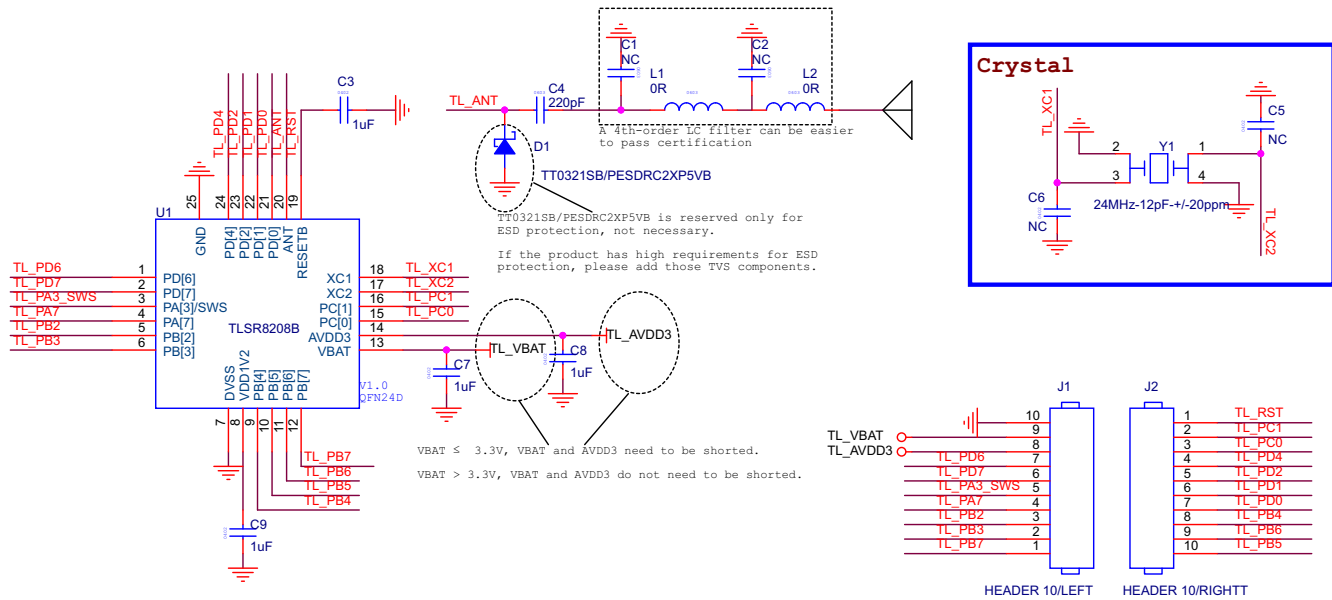 C3
1uF
TL_PD4
TL_PD2
TL_PD1
TL_PD0
TL_ANT
TL_RST
25
24
23
22
21
20
19
U1
GND
PD[4]
PD[2]
PD[1]
PD[0]
ANT
RESETB
TL_PD6
TL_PD7
TL_PA3_SWS
TL_PA7
TL_PB2
TL_PB3
1
2
3
4
5
6
PD[6]
PD[7]
PA[3]/SWS
PA[7]
PB[2]
PB[3]
TLSR8208B
XC1
XC2
PC[1]
PC[0]
AVDD3
VBAT
18
17
16
15
14
13
TL_XC1
TL_XC2
TL_PC1
TL_PC0
DVSS
VDD1V2
PB[4]
PB[5]
PB[6]
PB[7]
V1.0
QFN24D
7
8
9
10
11
12
TL_PB7
TL_PB6
TL_PB5
TL_PB4
C9
1uF
C7
1uF
TL_VBAT
C8
1uF
TL_AVDD3
VBAT ≤ 3.3V, VBAT and AVDD3 need to be shorted.
VBAT > 3.3V, VBAT and AVDD3 do not need to be shorted.
TL_ANT
C4
220pF
C1
NC
L1
0R
C2
NC
L2
0R
A 4th-order LC filter can be easier
to pass certification
D1
TT0321SB/PESDRC2XP5VB
TT0321SB/PESDRC2XP5VB is reserved only for
ESD protection, not necessary.
If the product has high requirements for ESD
protection, please add those TVS components.
Crystal
TL_XC1
C5
NC
2
3
Y1
1
4
C6
NC
24MHz-12pF-+/-20ppm
TL_XC2
J1
10
9
8
7
6
5
4
3
2
1
TL_VBAT
TL_AVDD3
TL_PD6
TL_PD7
TL_PA3_SWS
TL_PA7
TL_PB2
TL_PB3
TL_PB7
HEADER 10/LEFT
J2
1
2
3
4
5
6
7
8
9
10
TL_RST
TL_PC1
TL_PC0
TL_PD4
TL_PD2
TL_PD1
TL_PD0
TL_PB4
TL_PB6
TL_PB5
HEADER 10/RIGHTT